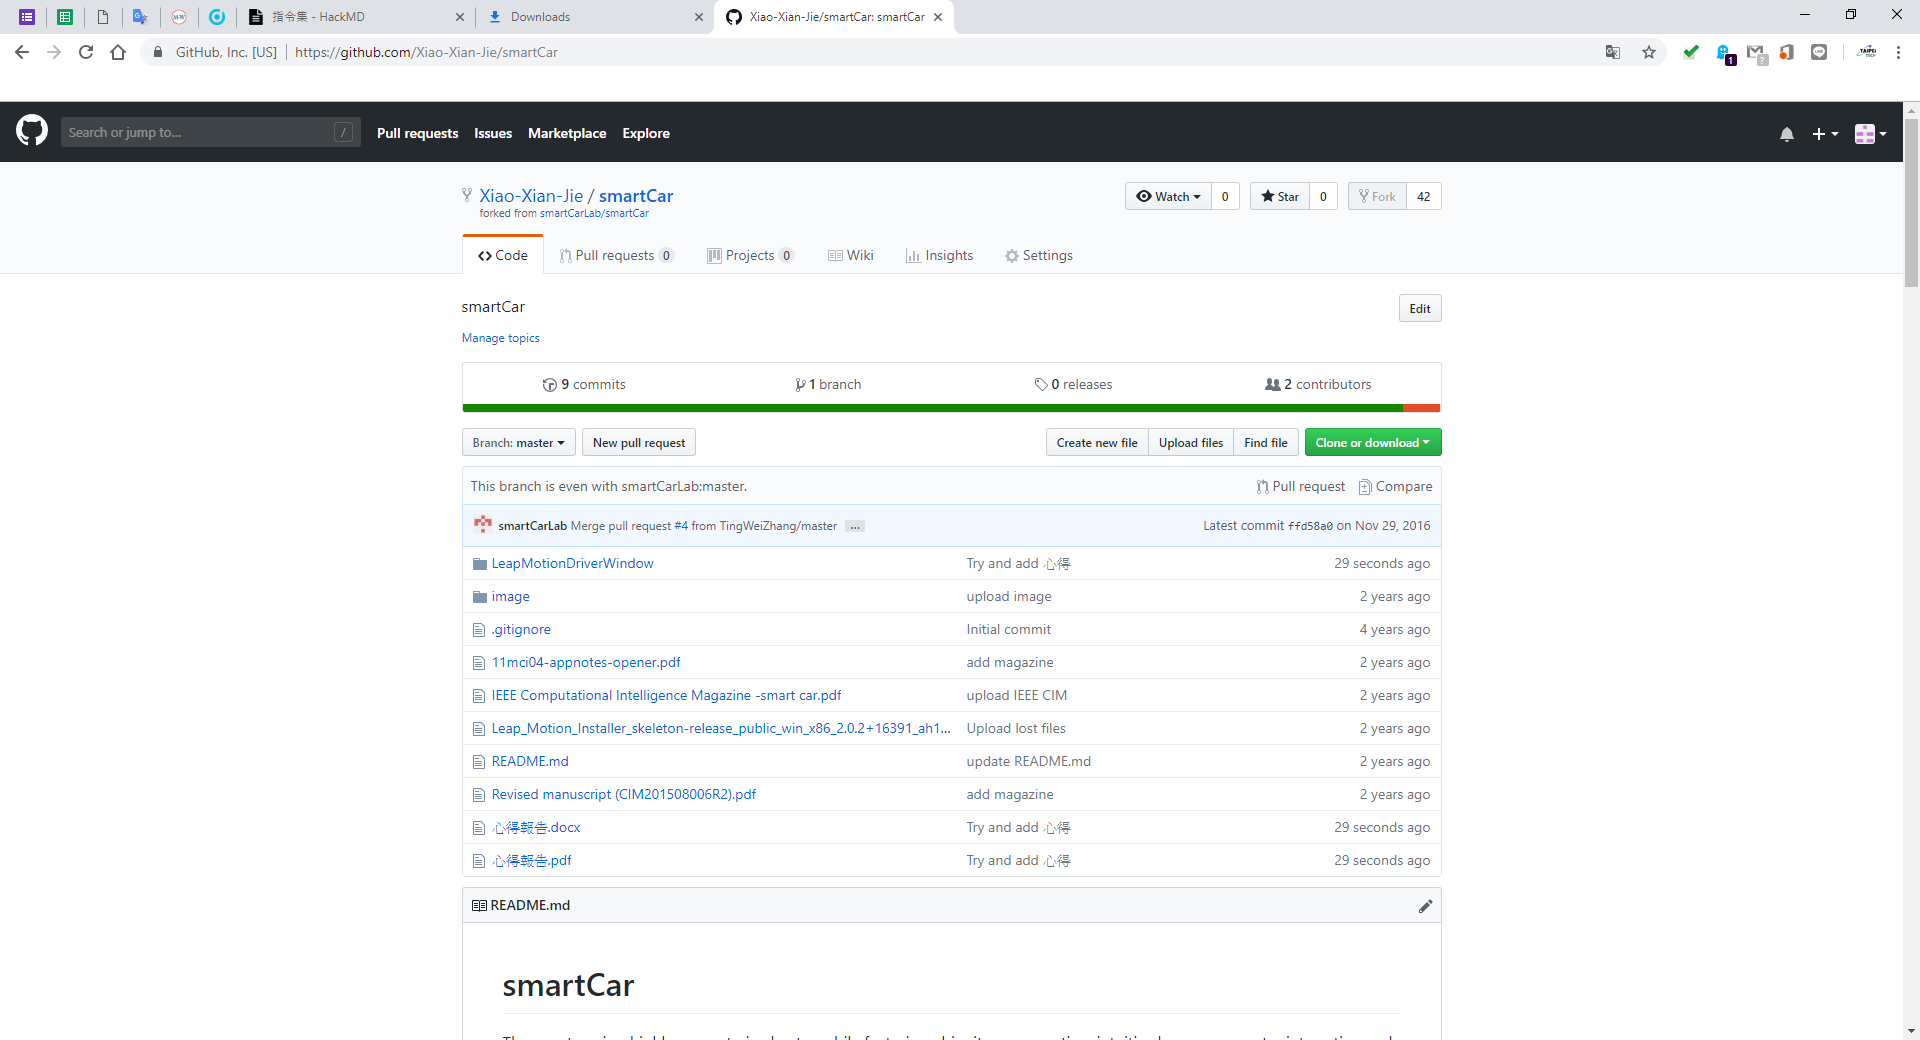 指令集 - HackMD
Downloads
Xiao-Xian-Jie/smartCar: smartCar
GitHub, Inc. [US] https://github.com/Xiao-Xian-Jie/smartCar
1
?
Search or jump to... /
Pull requests Issues Marketplace Explore
Xiao-Xian-Jie / smartCar
forked from smartCarLab/smartCar
Watch 0 Star 0 Fork 42
Code Pull requests 0 Projects 0 Wiki Insights Settings
smartCar Edit
Manage topics
9 commits 1 branch 0 releases 2 contributors
Branch: master New pull request Create new file Upload files Find file Clone or download
This branch is even with smartCarLab:master. Pull request Compare
smartCarLab Merge pull request #4 from TingWeiZhang/master ... Latest commit ffd58a0 on Nov 29, 2016
LeapMotionDriverWindow Try and add 心得 29 seconds ago
image upload image 2 years ago
.gitignore Initial commit 4 years ago
11mci04-appnotes-opener.pdf add magazine 2 years ago
IEEE Computational Intelligence Magazine -smart car.pdf upload IEEE CIM 2 years ago
Leap_Motion_Installer_skeleton-release_public_win_x86_2.0.2+16391_ah1... Upload lost files 2 years ago
README.md update README.md 2 years ago
Revised manuscript (CIM201508006R2).pdf add magazine 2 years ago
心得報告.docx Try and add 心得 29 seconds ago
心得報告.pdf Try and add 心得 29 seconds ago
README.md
smartCar